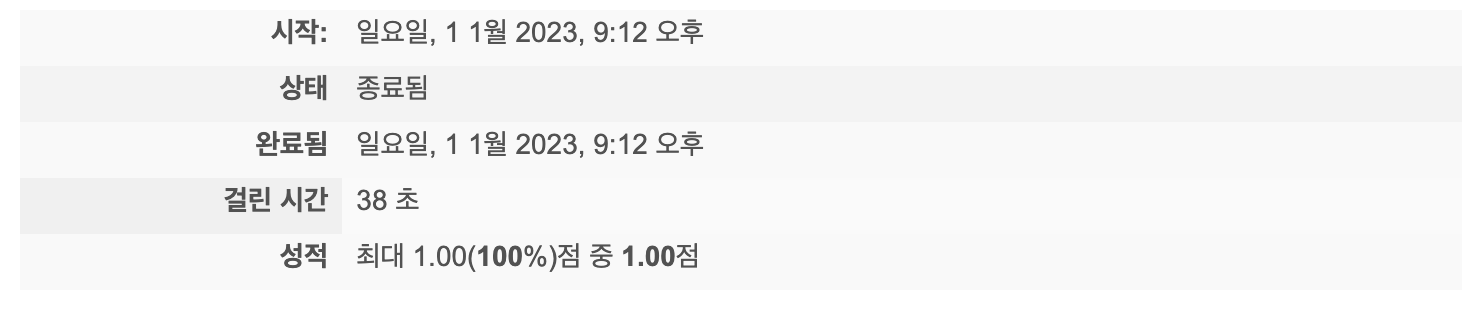 시작: 일요일, 1 1월 2023, 9:12 오후
상태 종료됨
완료됨 일요일, 1 1월 2023, 9:12 오후
걸린 시간 38 초
성적 최대 1.00(100%)점 중 1.00점